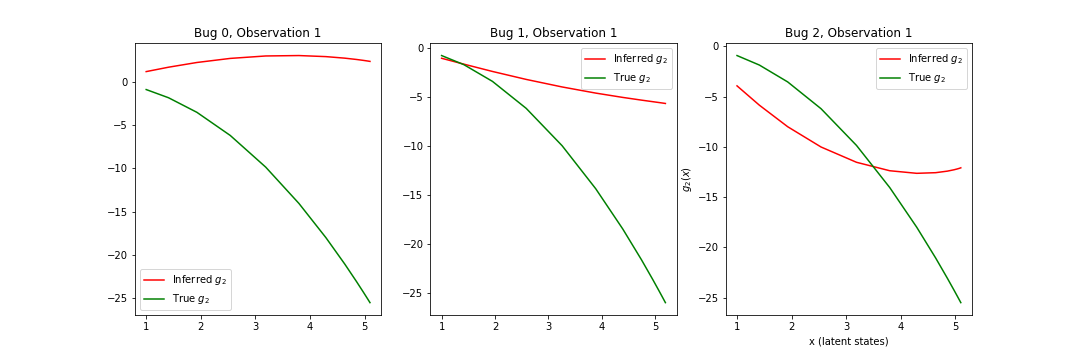 Bug 0, Observation 1
0
−5
−10
−15
−20
−25
Inferred g₂
True g₂
1 2 3 4 5
Bug 1, Observation 1
0
−5
−10
−15
−20
−25
Inferred g₂
True g₂
1 2 3 4 5
Bug 2, Observation 1
g₂(x)
0
−5
−10
−15
−20
−25
Inferred g₂
True g₂
1 2 3 4 5
x (latent states)